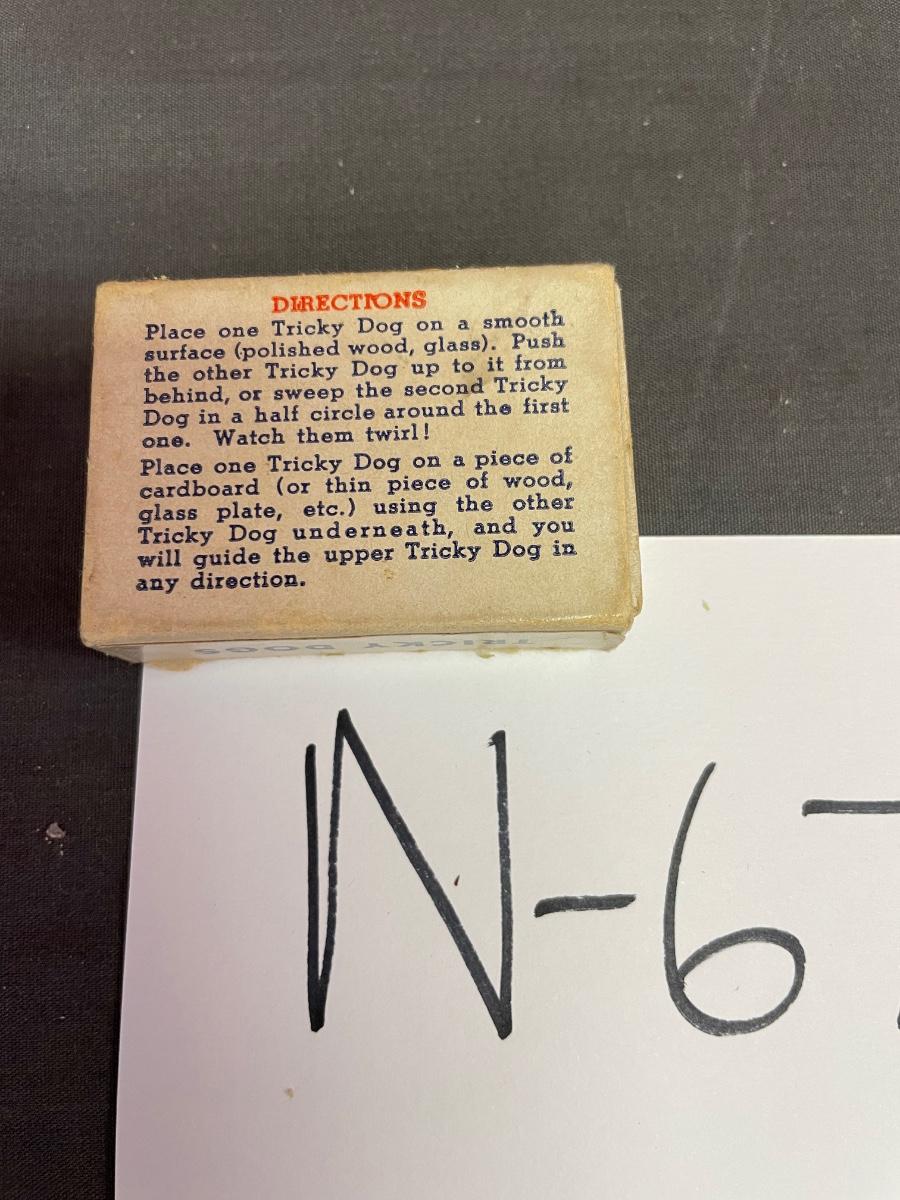 DIRECTIONS
Place one Tricky Dog on a smooth
surface (polished wood, glass). Push
the other Tricky Dog up to it from
behind, or sweep the second Tricky
Dog in a half circle around the first
one. Watch them twirl!
Place one Tricky Dog on a piece of
cardboard (or thin piece of wood,
glass plate, etc.) using the other
Tricky Dog underneath, and you
will guide the upper Tricky Dog in
any direction.
TRICKY DOGS
N-6